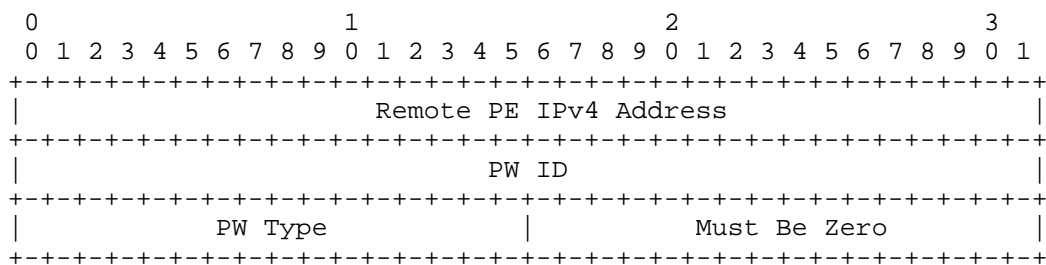 0                   1                   2                   3
0 1 2 3 4 5 6 7 8 9 0 1 2 3 4 5 6 7 8 9 0 1 2 3 4 5 6 7 8 9 0 1
+-+-+-+-+-+-+-+-+-+-+-+-+-+-+-+-+-+-+-+-+-+-+-+-+-+-+-+-+-+-+-+-+
|                    Remote PE IPv4 Address                     |
+-+-+-+-+-+-+-+-+-+-+-+-+-+-+-+-+-+-+-+-+-+-+-+-+-+-+-+-+-+-+-+-+
|                             PW ID                             |
+-+-+-+-+-+-+-+-+-+-+-+-+-+-+-+-+-+-+-+-+-+-+-+-+-+-+-+-+-+-+-+-+
|            PW Type            |          Must Be Zero         |
+-+-+-+-+-+-+-+-+-+-+-+-+-+-+-+-+-+-+-+-+-+-+-+-+-+-+-+-+-+-+-+-+